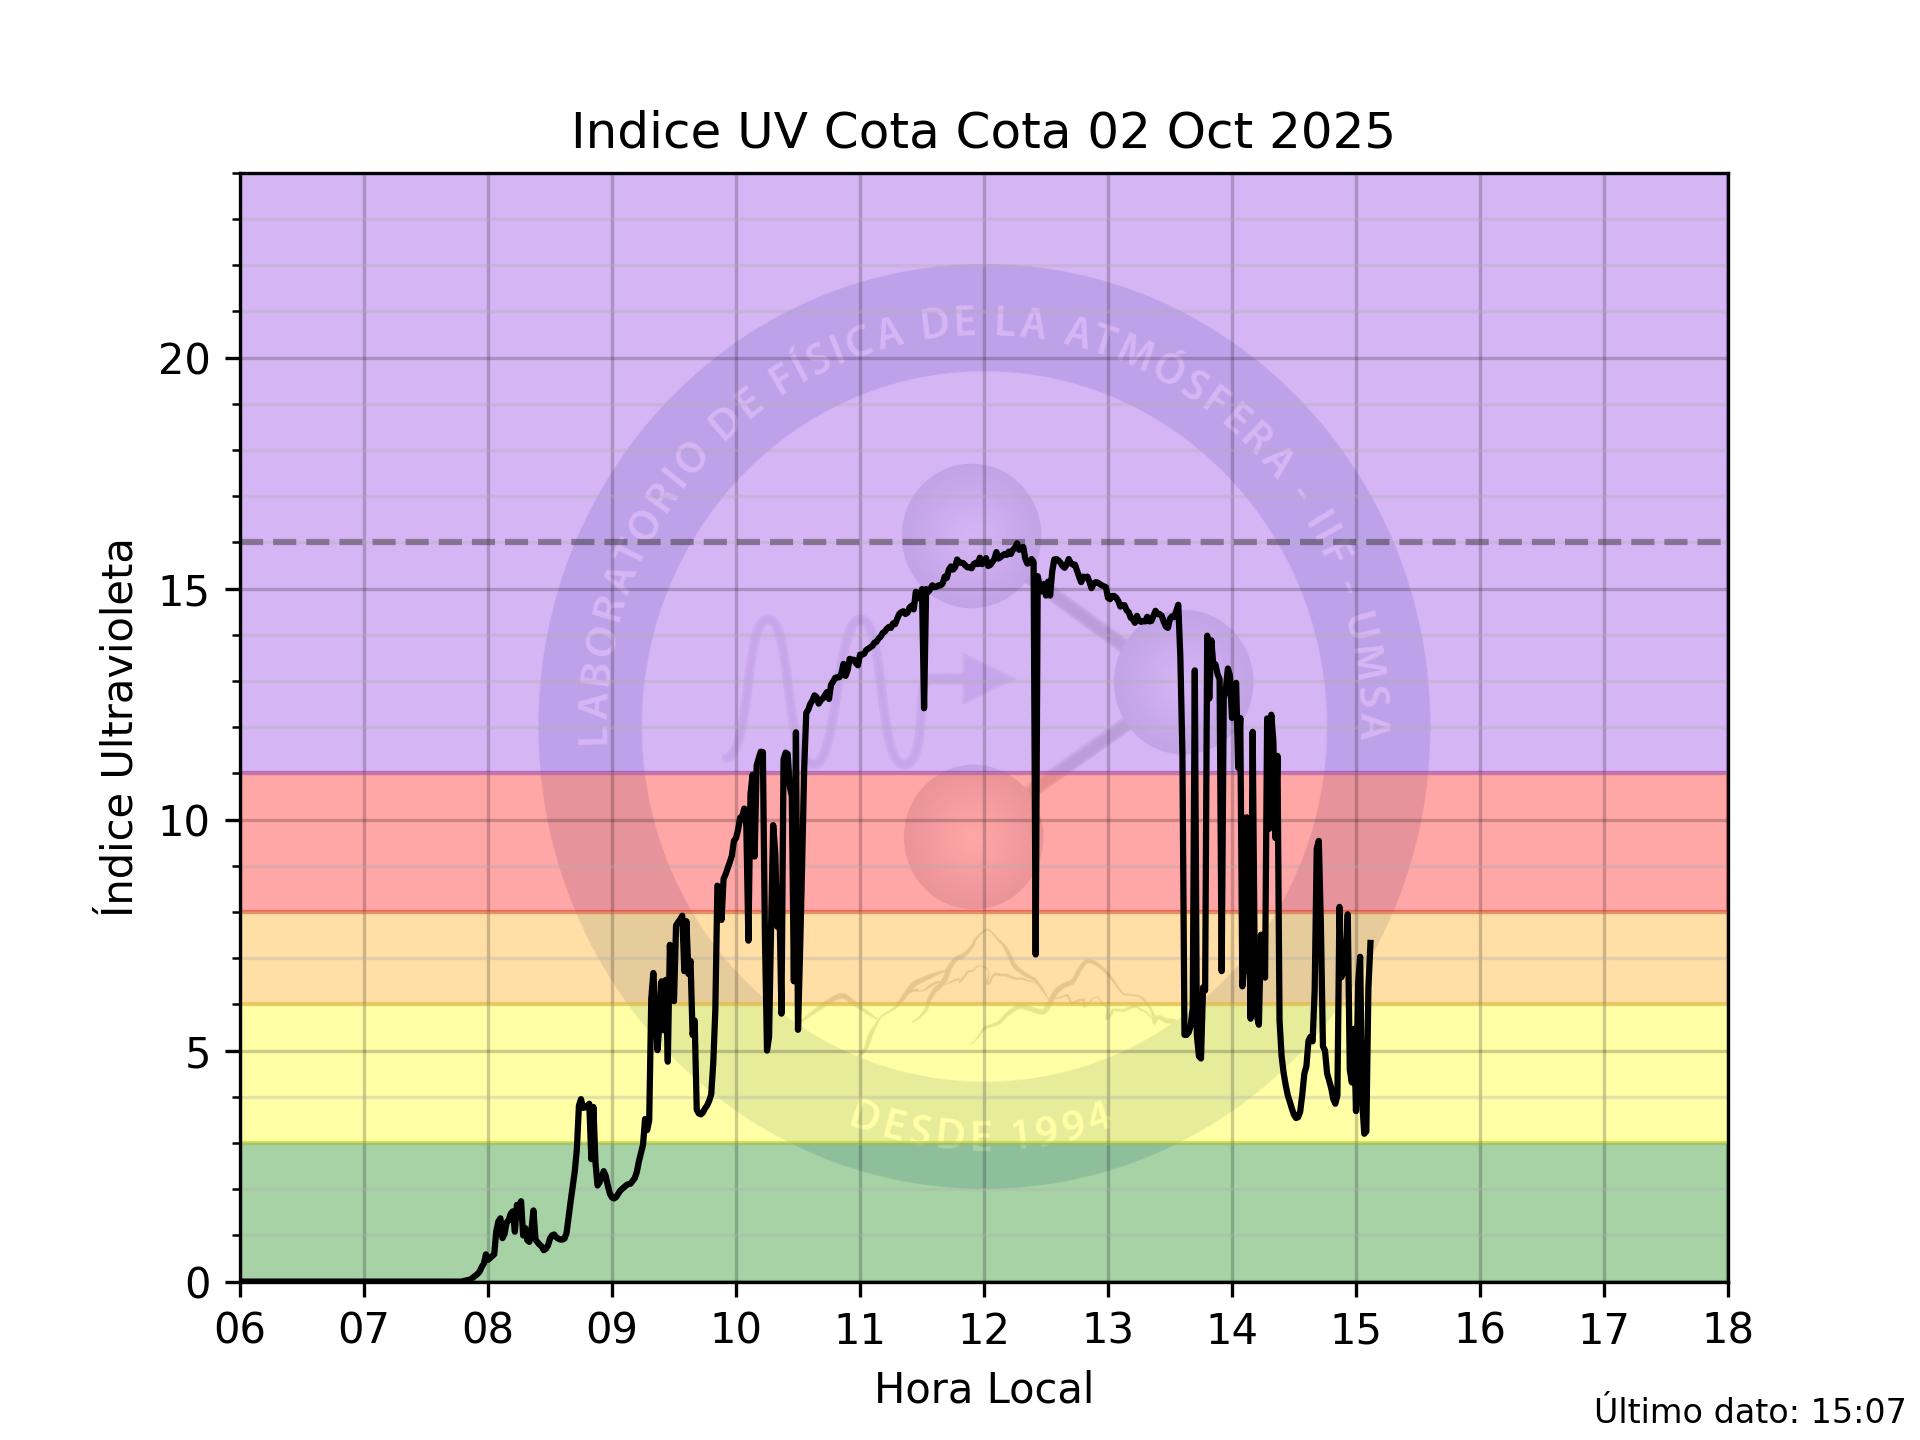 Indice UV Cota Cota 02 Oct 2025
LABORATORIO DE FÍSICA DE LA ATMÓSFERA - IIF - UMSA
DESDE 1994
Índice Ultravioleta
20
15
10
5
0
06 07 08 09 10 11 12 13 14 15 16 17 18
Hora Local
Último dato: 15:07